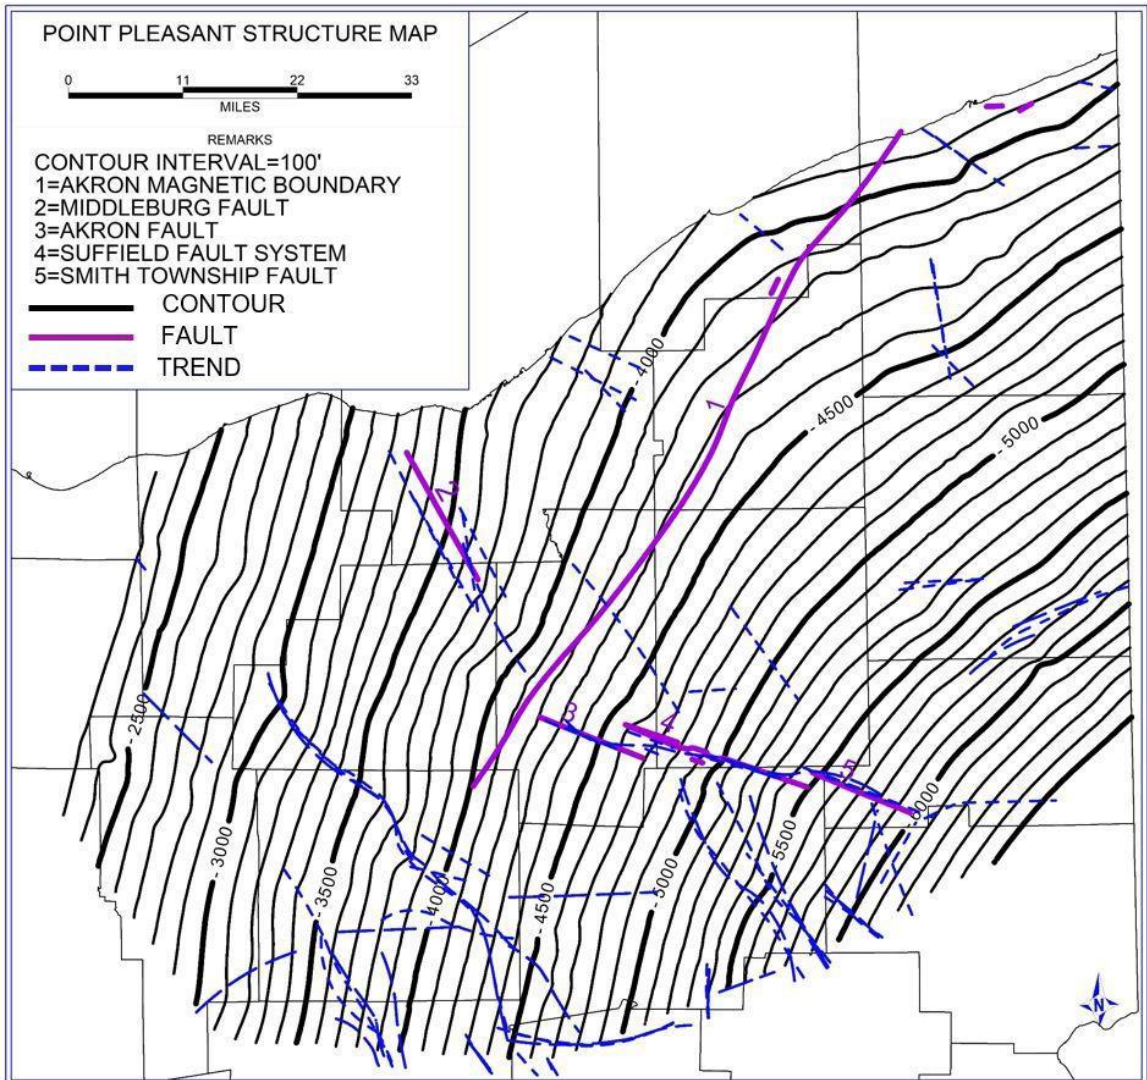 POINT PLEASANT STRUCTURE MAP
0 11 22 33
MILES
REMARKS
CONTOUR INTERVAL=100'
1=AKRON MAGNETIC BOUNDARY
2=MIDDLEBURG FAULT
3=AKRON FAULT
4=SUFFIELD FAULT SYSTEM
5=SMITH TOWNSHIP FAULT
CONTOUR
FAULT
TREND
-4000
1
-4500
-5000
2
-2500
3
4
5
-6000
-3000
-3500
-4000
-4500
-5000
5500
N